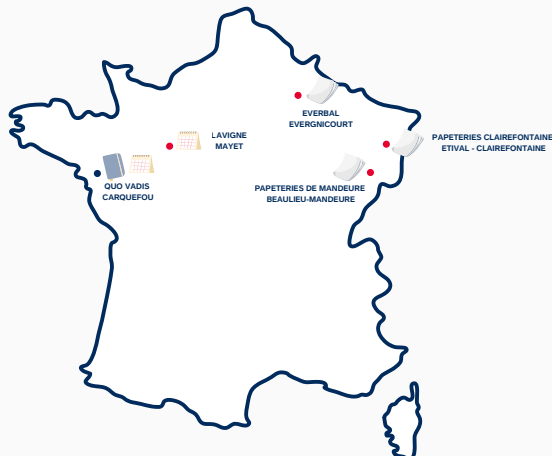 EVERBAL
EVERGNICOURT
LAVIGNE
MAYET
PAPETERIES CLAIREFONTAINE
ETIVAL - CLAIREFONTAINE
QUO VADIS
CARQUEFOU
PAPETERIES DE MANDEURE
BEAULIEU-MANDEURE